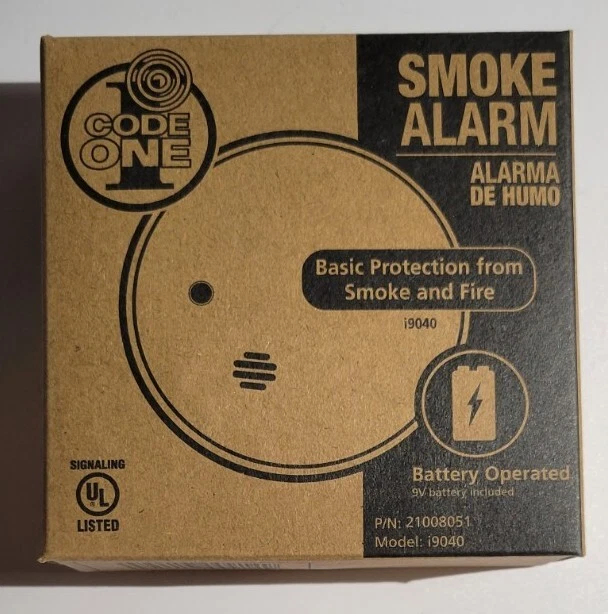 1
CODE
ONE
SMOKE
ALARM
ALARMA
DE HUMO
Basic Protection from
Smoke and Fire
i9040
Battery Operated
9V battery included
SIGNALING
UL
LISTED
P/N: 21008051
Model: i9040